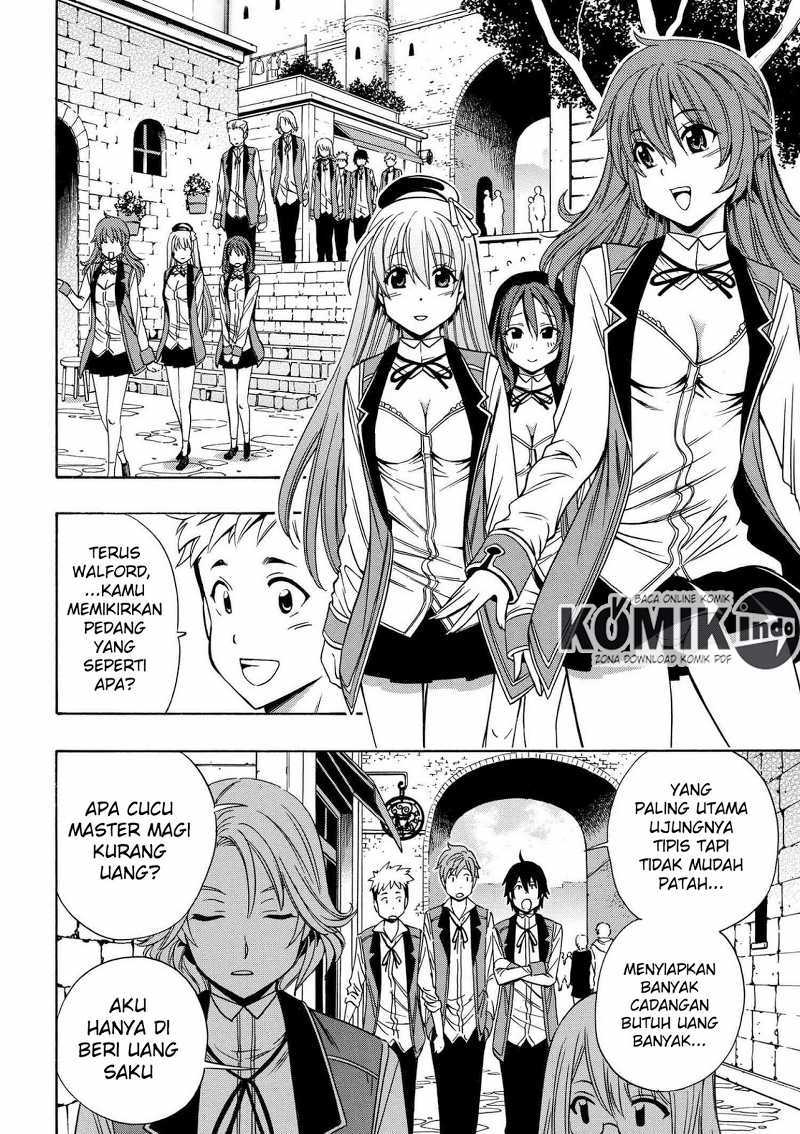 TERUS
WALFORD,
...KAMU
MEMIKIRKAN
PEDANG
YANG
SEPERTI
APA?
BACA ONLINE KOMIK
KOMIK indo
ZONA DOWNLOAD KOMIK PDF
YANG
PALING UTAMA
UJUNGNYA
TIPIS TAPI
TIDAK MUDAH
PATAH...
MENYIAPKAN
BANYAK
CADANGAN
BUTUH UANG
BANYAK...
APA CUCU
MASTER MAGI
KURANG
UANG?
AKU
HANYA DI
BERI UANG
SAKU